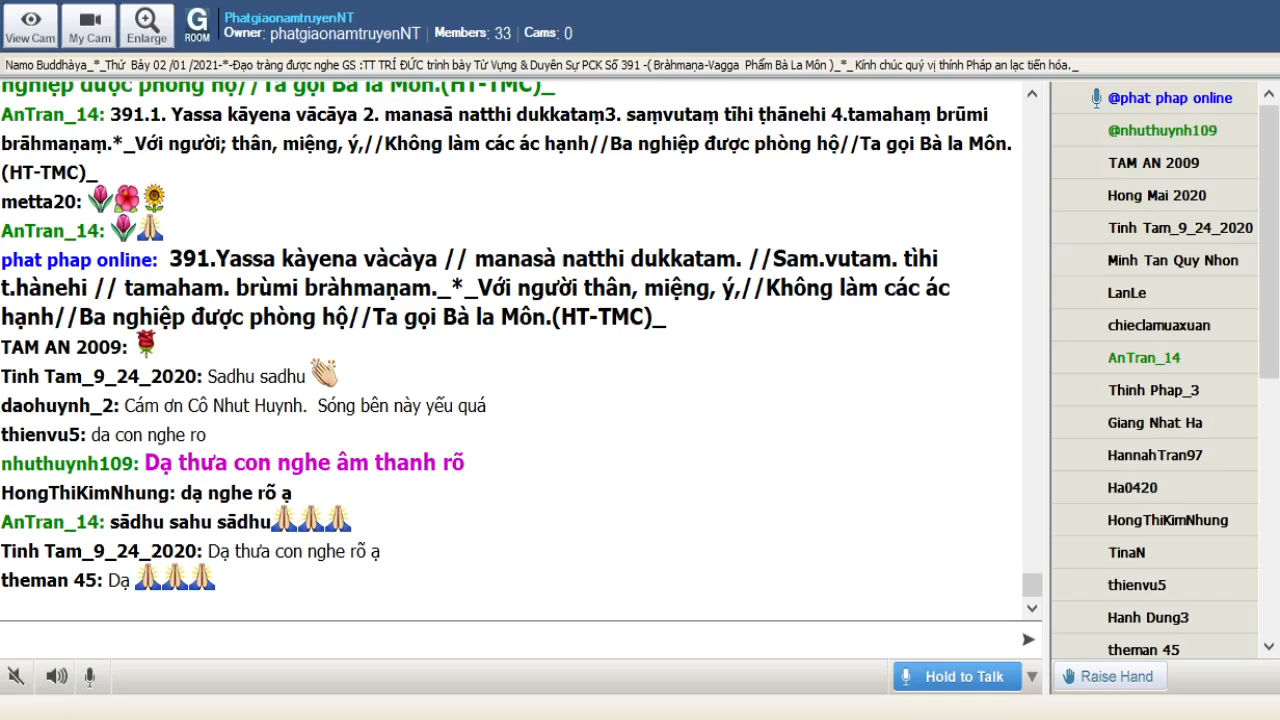 View Cam
My Cam
Enlarge
G
ROOM
PhatgiaonamtruyenNT
Owner: phatgiaonamtruyenNT | Members: 33 | Cams: 0
Namo Buddhàya_*_Thứ Bảy 02 /01 /2021-*-Đạo tràng được nghe GS :TT TRÍ ĐỨC trình bày Từ Vựng & Duyên Sự PCK Số 391 -( Bràhmaṇa-Vagga Phẩm Bà La Môn )_*_ Kính chúc quý vị thính Pháp an lạc tiến hóa._
nghiệp được phòng hộ//Ta gọi Bà la Môn.(HT-TMC)_
AnTran_14: 391.1. Yassa kāyena vācāya 2. manasā natthi dukkataṃ3. saṃvutaṃ tīhi ṭhānehi 4.tamahaṃ brūmi
brāhmaṇaṃ.*_Với người; thân, miệng, ý,//Không làm các ác hạnh//Ba nghiệp được phòng hộ//Ta gọi Bà la Môn.
(HT-TMC)_
metta20:
AnTran_14:
phat phap online: 391.Yassa kàyena vàcàya // manasà natthi dukkatam. //Sam.vutam. tìhi
t.hànehi // tamaham. brùmi bràhmaṇam._*_Với người thân, miệng, ý,//Không làm các ác
hạnh//Ba nghiệp được phòng hộ//Ta gọi Bà la Môn.(HT-TMC)_
TAM AN 2009:
Tinh Tam_9_24_2020: Sadhu sadhu
daohuynh_2: Cám ơn Cô Nhut Huynh. Sóng bên này yếu quá
thienvu5: da con nghe ro
nhuthuynh109: Dạ thưa con nghe âm thanh rõ
HongThiKimNhung: dạ nghe rõ ạ
AnTran_14: sādhu sahu sādhu
Tinh Tam_9_24_2020: Dạ thưa con nghe rõ ạ
theman 45: Dạ
Hold to Talk
@phat phap online
@nhuthuynh109
TAM AN 2009
Hong Mai 2020
Tinh Tam_9_24_2020
Minh Tan Quy Nhon
LanLe
chieclamuaxuan
AnTran_14
Thinh Phap_3
Giang Nhat Ha
HannahTran97
Ha0420
HongThiKimNhung
TinaN
thienvu5
Hanh Dung3
theman 45
Raise Hand